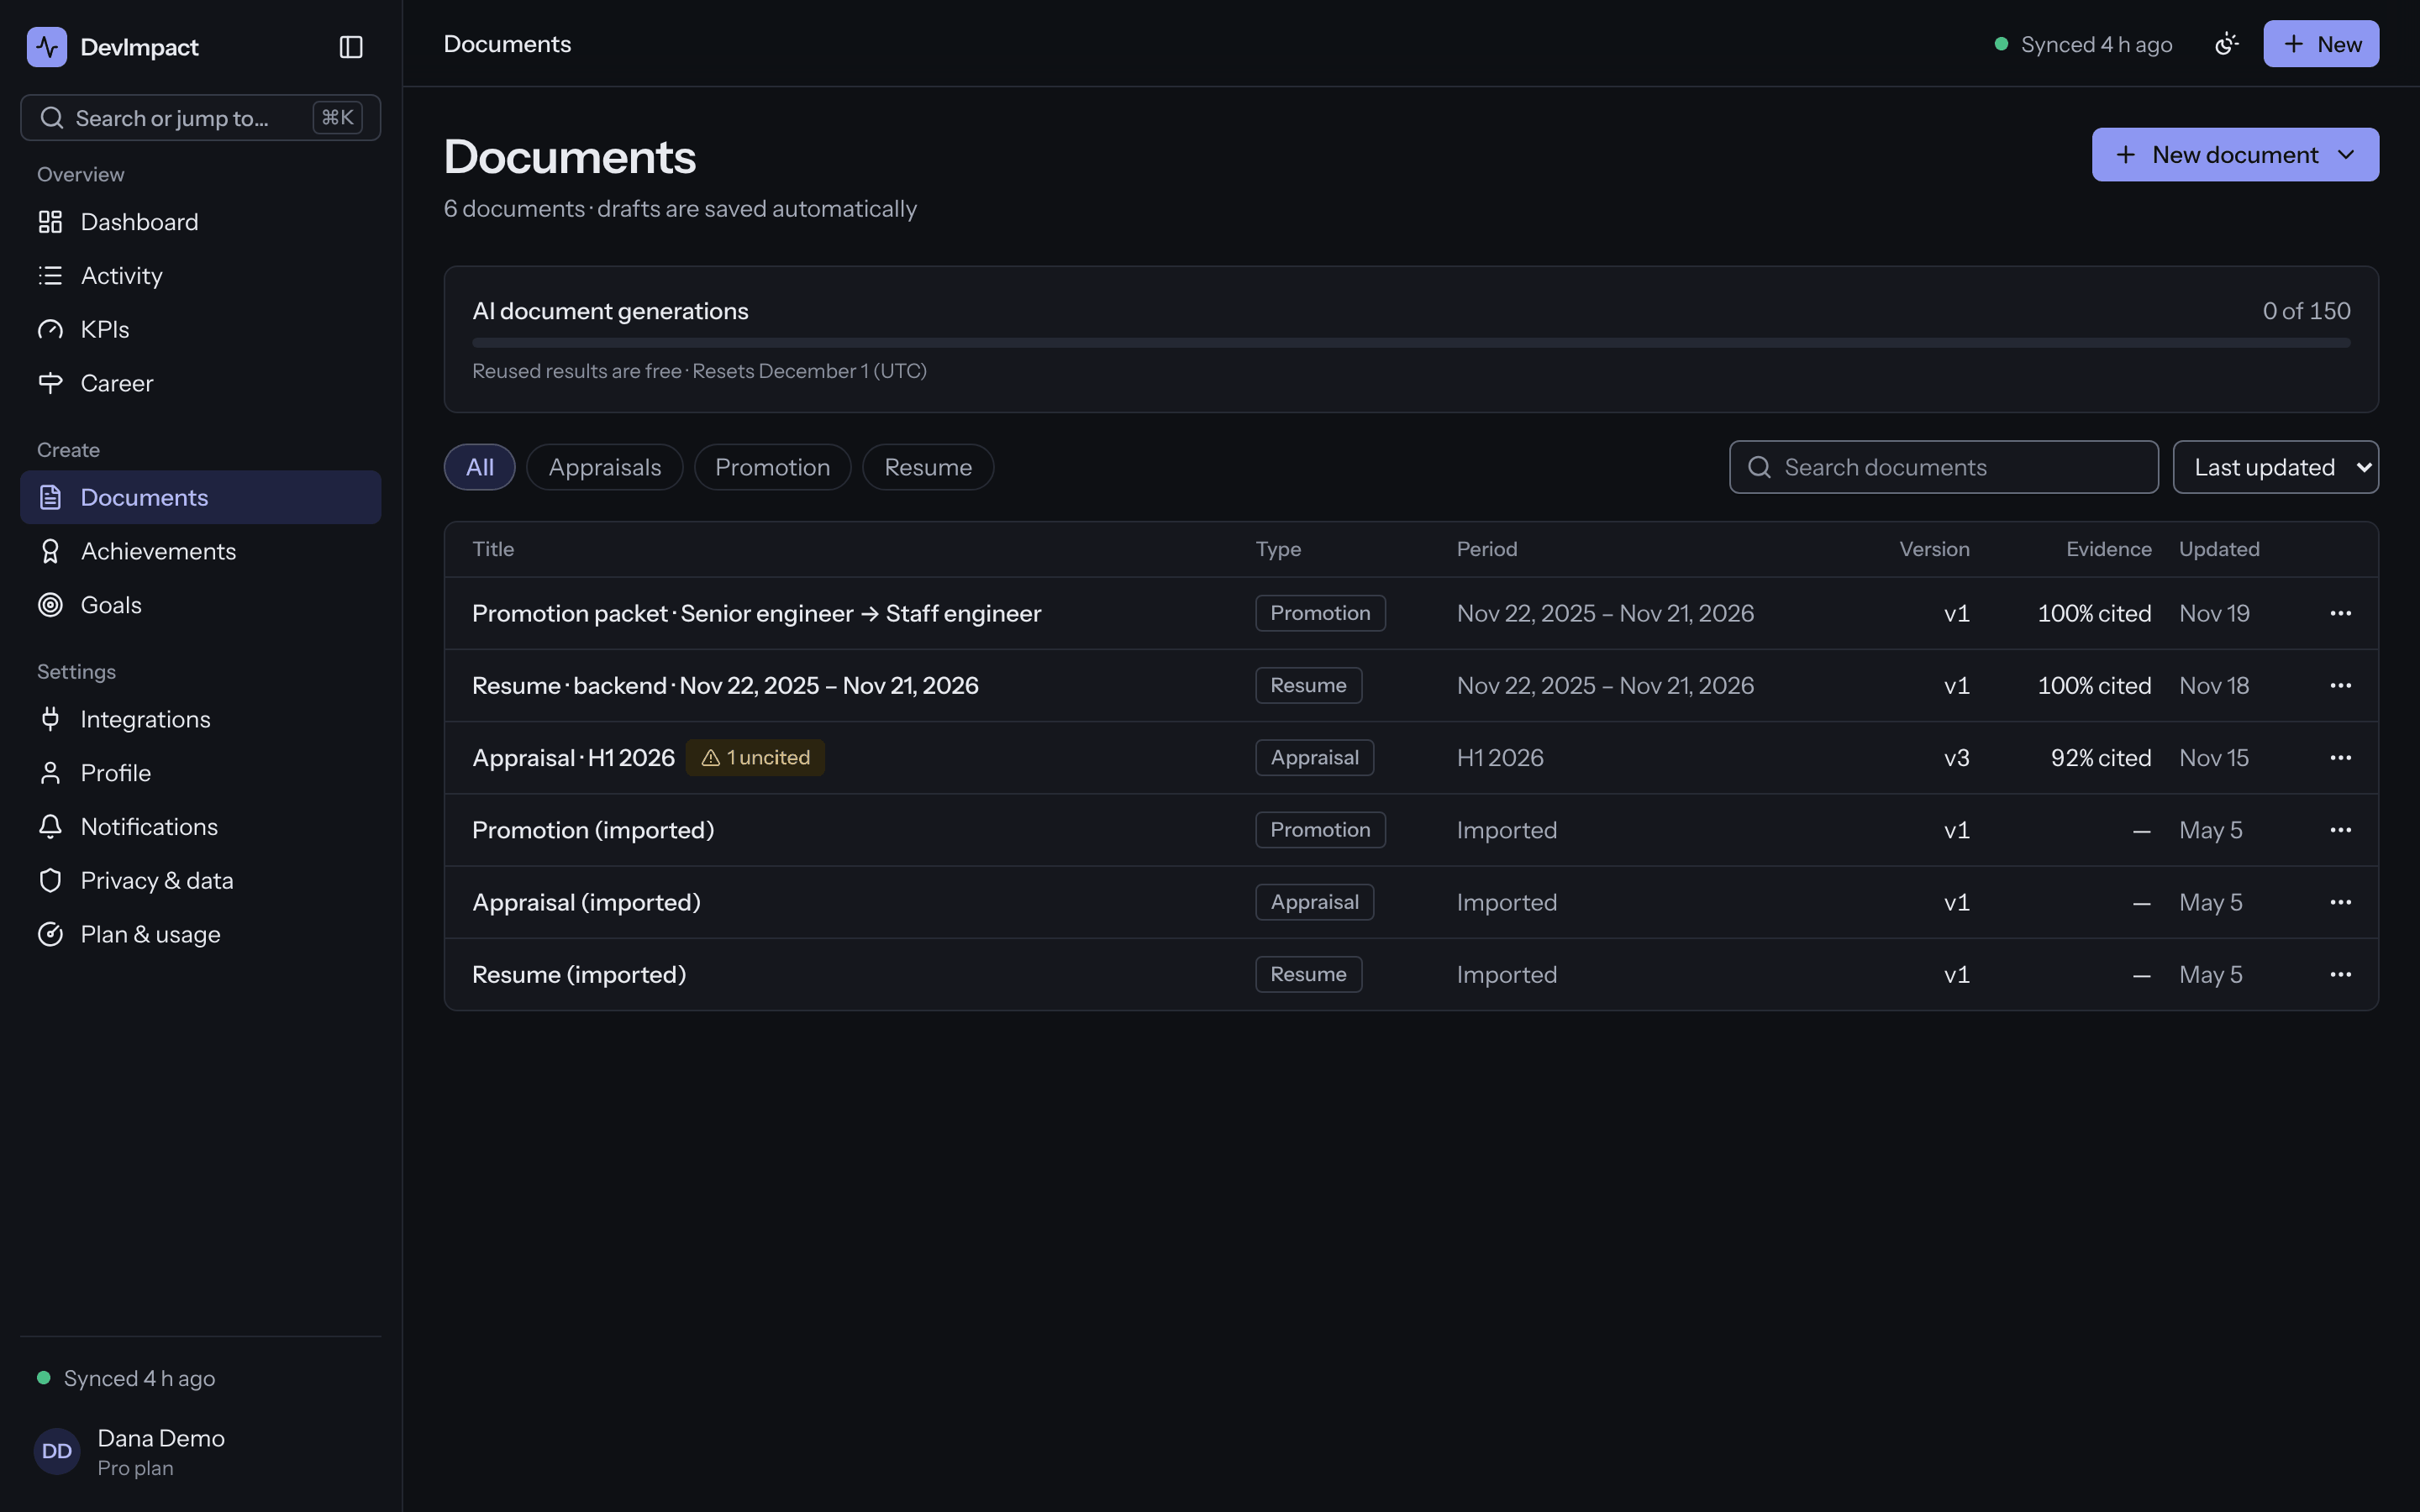 DevImpact
Search or jump to... ⌘K
Overview
Dashboard
Activity
KPIs
Career
Create
Documents
Achievements
Goals
Settings
Integrations
Profile
Notifications
Privacy & data
Plan & usage
Synced 4 h ago
DD Dana Demo
Pro plan
Documents Synced 4 h ago + New
Documents + New document
6 documents · drafts are saved automatically
AI document generations 0 of 150
Reused results are free · Resets December 1 (UTC)
All Appraisals Promotion Resume Search documents Last updated
Title Type Period Version Evidence Updated
Promotion packet · Senior engineer → Staff engineer Promotion Nov 22, 2025 – Nov 21, 2026 v1 100% cited Nov 19 ···
Resume · backend · Nov 22, 2025 – Nov 21, 2026 Resume Nov 22, 2025 – Nov 21, 2026 v1 100% cited Nov 18 ···
Appraisal · H1 2026 1 uncited Appraisal H1 2026 v3 92% cited Nov 15 ···
Promotion (imported) Promotion Imported v1 — May 5 ···
Appraisal (imported) Appraisal Imported v1 — May 5 ···
Resume (imported) Resume Imported v1 — May 5 ···